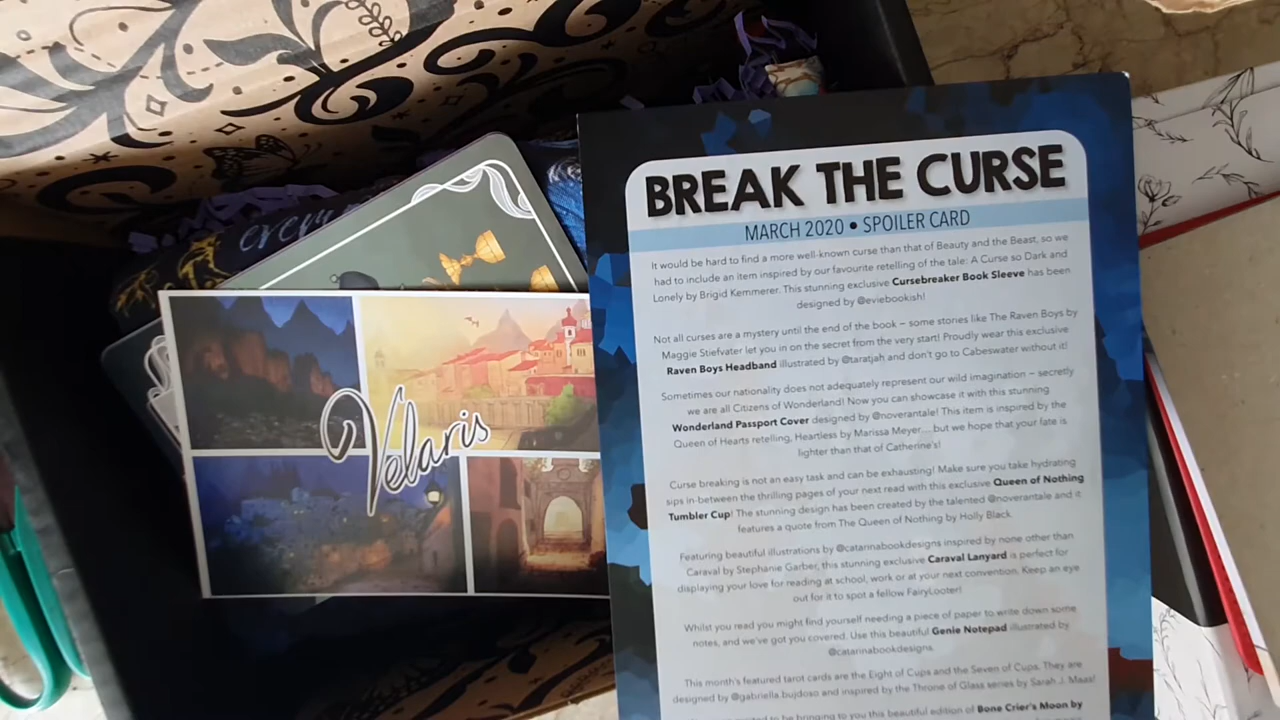 BREAK THE CURSE
MARCH 2020 • SPOILER CARD
It would be hard to find a more well-known curse than that of Beauty and the Beast, so we
had to include an item inspired by our favourite retelling of the tale: A Curse so Dark and
Lonely by Brigid Kemmerer. This stunning exclusive Cursebreaker Book Sleeve has been
designed by @eviebookish!
Not all curses are a mystery until the end of the book – some stories like The Raven Boys by
Maggie Stiefvater let you in on the secret from the very start! Proudly wear this exclusive
Raven Boys Headband illustrated by @taratjah and don't go to Cabeswater without it!
Sometimes our nationality does not adequately represent our wild imagination – secretly
we are all Citizens of Wonderland! Now you can showcase it with this stunning
Wonderland Passport Cover designed by @noverantale! This item is inspired by the
Queen of Hearts retelling, Heartless by Marissa Meyer... but we hope that your fate is
lighter than that of Catherine's!
Curse breaking is not an easy task and can be exhausting! Make sure you take hydrating
sips in-between the thrilling pages of your next read with this exclusive Queen of Nothing
Tumbler Cup! The stunning design has been created by the talented @noverantale and it
features a quote from The Queen of Nothing by Holly Black.
Featuring beautiful illustrations by @catarinabookdesigns inspired by none other than
Caraval by Stephanie Garber, this stunning exclusive Caraval Lanyard is perfect for
displaying your love for reading at school, work or at your next convention. Keep an eye
out for it to spot a fellow FairyLooter!
Whilst you read you might find yourself needing a piece of paper to write down some
notes, and we've got you covered. Use this beautiful Genie Notepad illustrated by
@catarinabookdesigns.
This month's featured tarot cards are the Eight of Cups and the Seven of Cups. They are
designed by @gabriella.bujdoso and inspired by the Throne of Glass series by Sarah J. Maas!
to be bringing to you this beautiful edition of Bone Crier's Moon by
Velaris